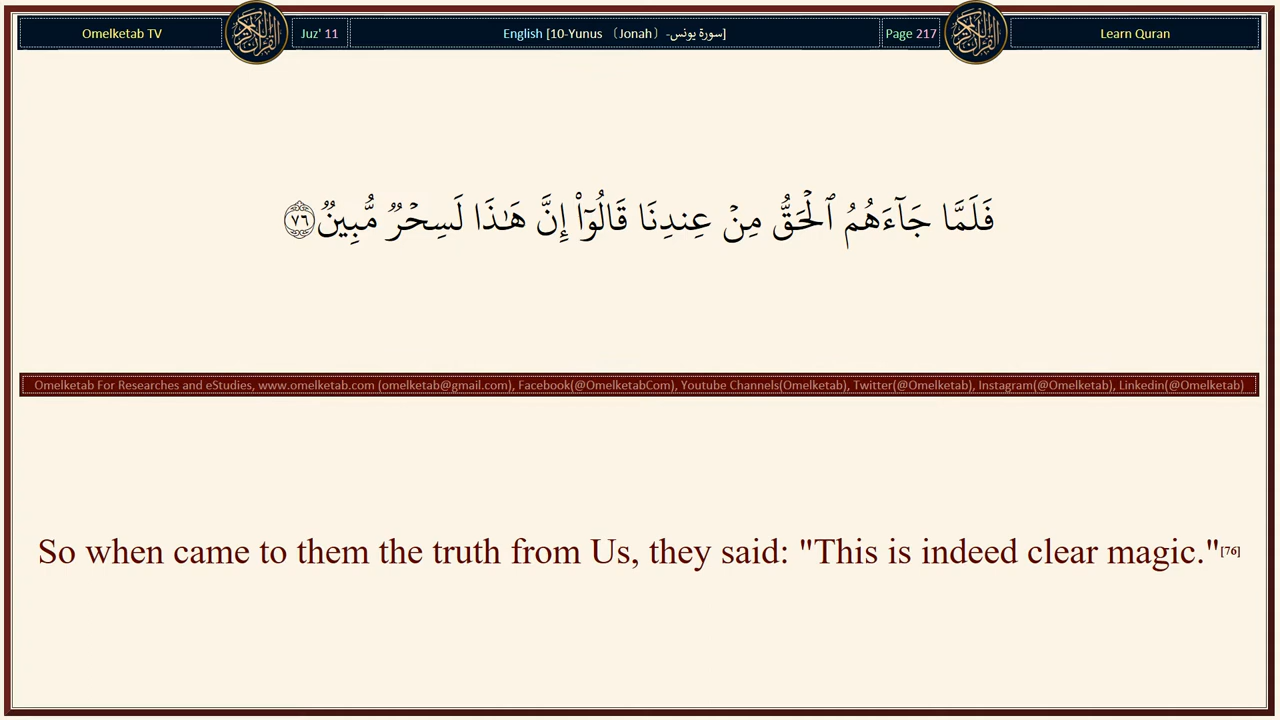 Omelketab TV
Juz' 11
English [10-Yunus (Jonah) -سورة يونس]
Page 217
Learn Quran
فَلَمَّا جَآءَهُمُ ٱلْحَقُّ مِنْ عِندِنَا قَالُوٓا۟ إِنَّ هَـٰذَا لَسِحْرٌ مُّبِينٌ ٧٦
Omelketab For Researches and eStudies, www.omelketab.com (omelketab@gmail.com), Facebook(@OmelketabCom), Youtube Channels(Omelketab), Twitter(@Omelketab), Instagram(@Omelketab), Linkedin(@Omelketab)
So when came to them the truth from Us, they said: "This is indeed clear magic."[76]